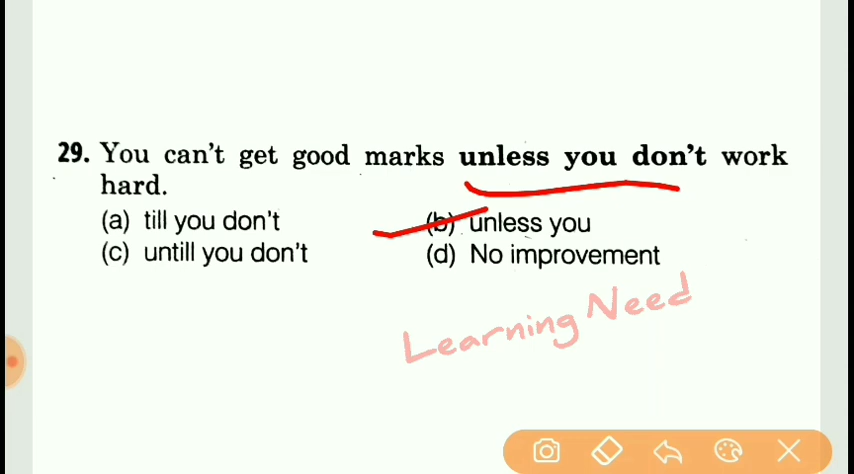 29. You can't get good marks unless you don't work
hard.
(a) till you don't (b) unless you
(c) untill you don't (d) No improvement
Learning Need